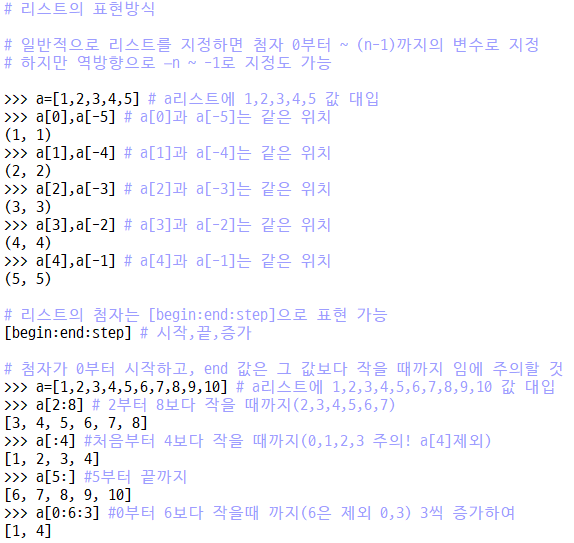 # 리스트의 표현방식
# 일반적으로 리스트를 지정하면 첨자 0부터 ~ (n-1)까지의 변수로 지정
# 하지만 역방향으로 –n ~ -1로 지정도 가능
>>> a=[1,2,3,4,5] # a리스트에 1,2,3,4,5 값 대입
>>> a[0],a[-5] # a[0]과 a[-5]는 같은 위치
(1, 1)
>>> a[1],a[-4] # a[1]과 a[-4]는 같은 위치
(2, 2)
>>> a[2],a[-3] # a[2]과 a[-3]는 같은 위치
(3, 3)
>>> a[3],a[-2] # a[3]과 a[-2]는 같은 위치
(4, 4)
>>> a[4],a[-1] # a[4]과 a[-1]는 같은 위치
(5, 5)
# 리스트의 첨자는 [begin:end:step]으로 표현 가능
[begin:end:step] # 시작,끝,증가
# 첨자가 0부터 시작하고, end 값은 그 값보다 작을 때까지 임에 주의할 것
>>> a=[1,2,3,4,5,6,7,8,9,10] # a리스트에 1,2,3,4,5,6,7,8,9,10 값 대입
>>> a[2:8] # 2부터 8보다 작을 때까지(2,3,4,5,6,7)
[3, 4, 5, 6, 7, 8]
>>> a[:4] #처음부터 4보다 작을 때까지(0,1,2,3 주의! a[4]제외)
[1, 2, 3, 4]
>>> a[5:] #5부터 끝까지
[6, 7, 8, 9, 10]
>>> a[0:6:3] #0부터 6보다 작을때 까지(6은 제외 0,3) 3씩 증가하여
[1, 4]